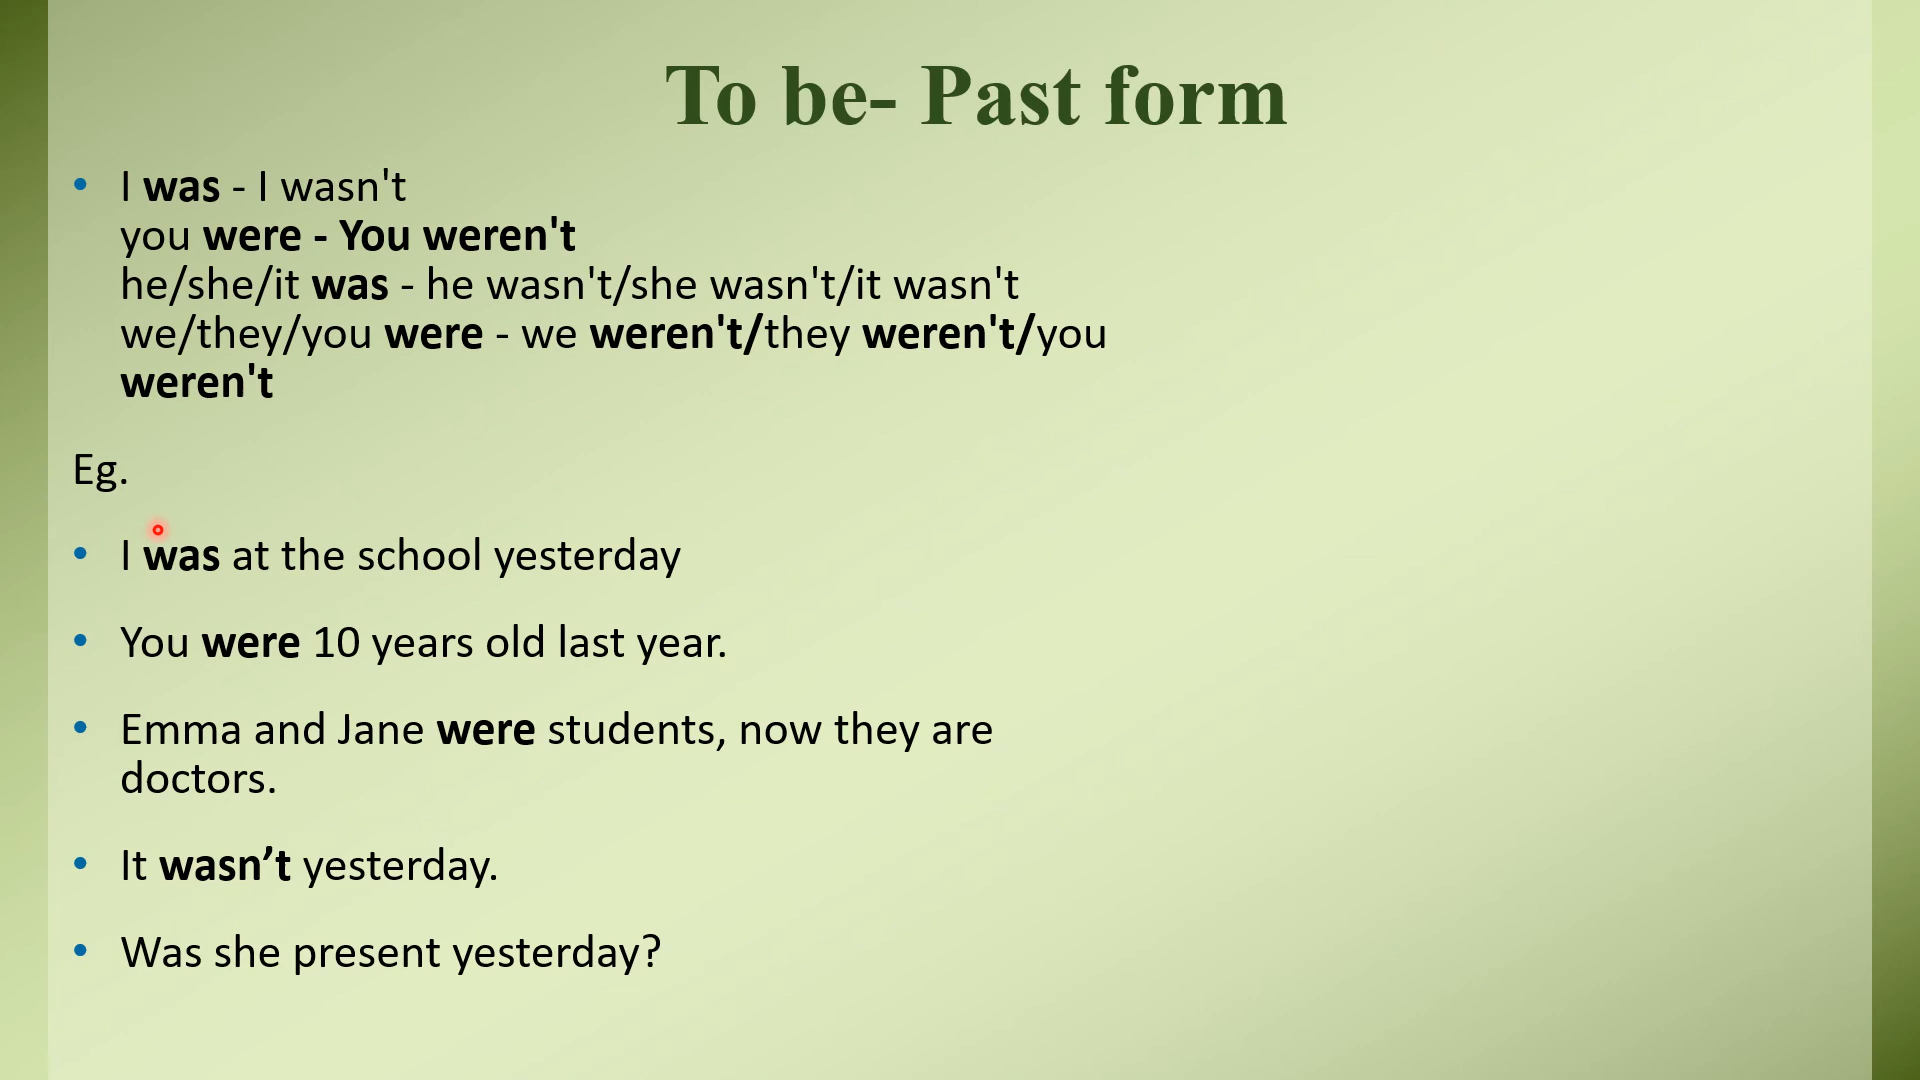 To be- Past form
• I was - I wasn't
you were - You weren't
he/she/it was - he wasn't/she wasn't/it wasn't
we/they/you were - we weren't/they weren't/you
weren't
Eg.
• I was at the school yesterday
• You were 10 years old last year.
• Emma and Jane were students, now they are
doctors.
• It wasn’t yesterday.
• Was she present yesterday?